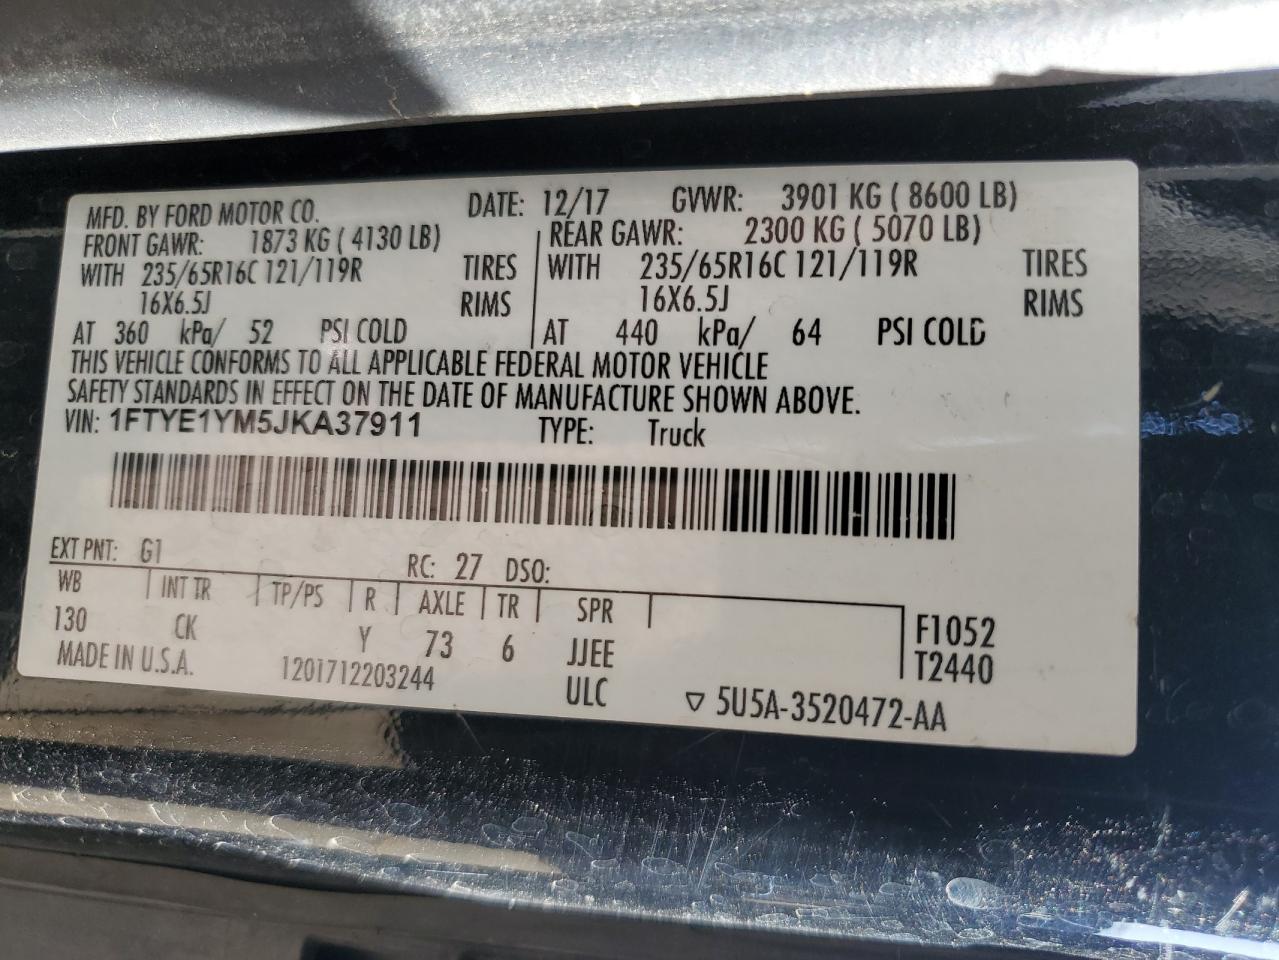 MFD. BY FORD MOTOR CO. DATE: 12/17 GVWR: 3901 KG ( 8600 LB)
FRONT GAWR: 1873 KG ( 4130 LB) REAR GAWR: 2300 KG ( 5070 LB)
WITH 235/65R16C 121/119R TIRES WITH 235/65R16C 121/119R TIRES
16X6.5J RIMS 16X6.5J RIMS
AT 360 kPa/ 52 PSI COLD AT 440 kPa/ 64 PSI COLD
THIS VEHICLE CONFORMS TO ALL APPLICABLE FEDERAL MOTOR VEHICLE
SAFETY STANDARDS IN EFFECT ON THE DATE OF MANUFACTURE SHOWN ABOVE.
VIN: 1FTYE1YM5JKA37911 TYPE: Truck
EXT PNT: G1 RC: 27 DSO:
WB INT TR TP/PS R AXLE TR SPR
130 CK Y 73 6 JJEE F1052
MADE IN U.S.A. 1201712203244 ULC T2440
▽ 5U5A-3520472-AA